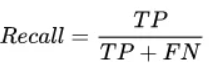 Recall = TP / (TP + FN)